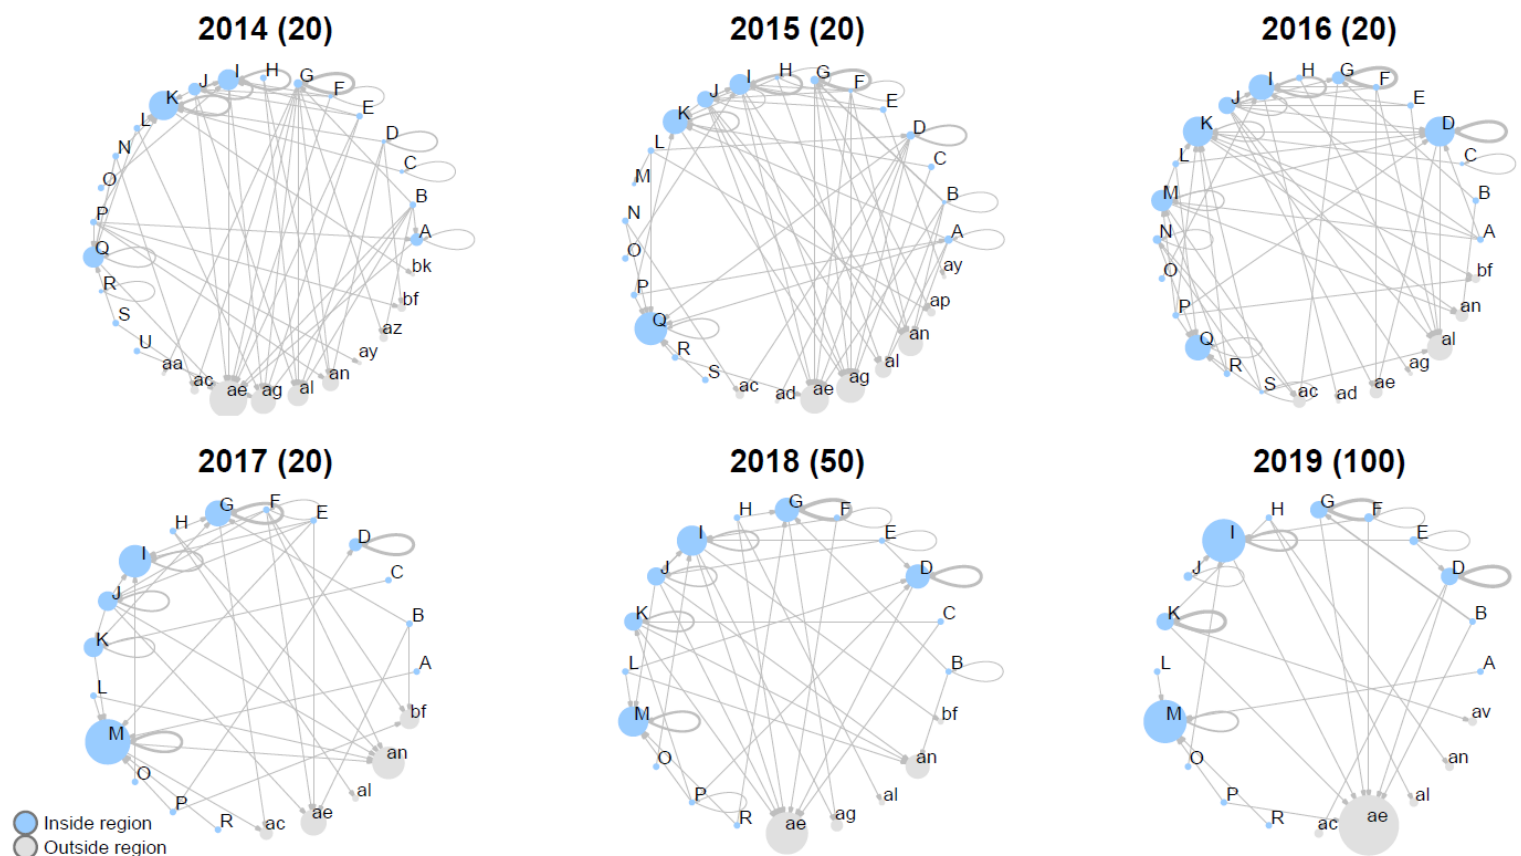 2014 (20)
2015 (20)
2016 (20)
H
I
G
J
F
K
E
L
D
N
C
O
B
P
A
Q
bk
R
bf
S
az
U
ay
aa
an
ac
al
ae
ag
H
G
I
F
J
E
K
D
L
C
M
B
N
A
O
ay
P
ap
Q
an
R
al
S
ag
ac
ae
ad
H
G
I
F
J
E
K
D
L
C
M
B
N
A
O
bf
P
an
Q
al
R
ag
S
ae
ac
ad
2017 (20)
2018 (50)
2019 (100)
F
G
E
H
D
I
C
J
B
K
A
L
bf
M
an
O
al
P
ae
R
ac
G
H
F
I
E
J
D
K
C
L
B
M
bf
O
an
P
al
R
ag
ae
G
H
F
I
E
J
D
K
B
L
A
M
av
O
an
P
al
R
ae
ac
Inside region
Outside region